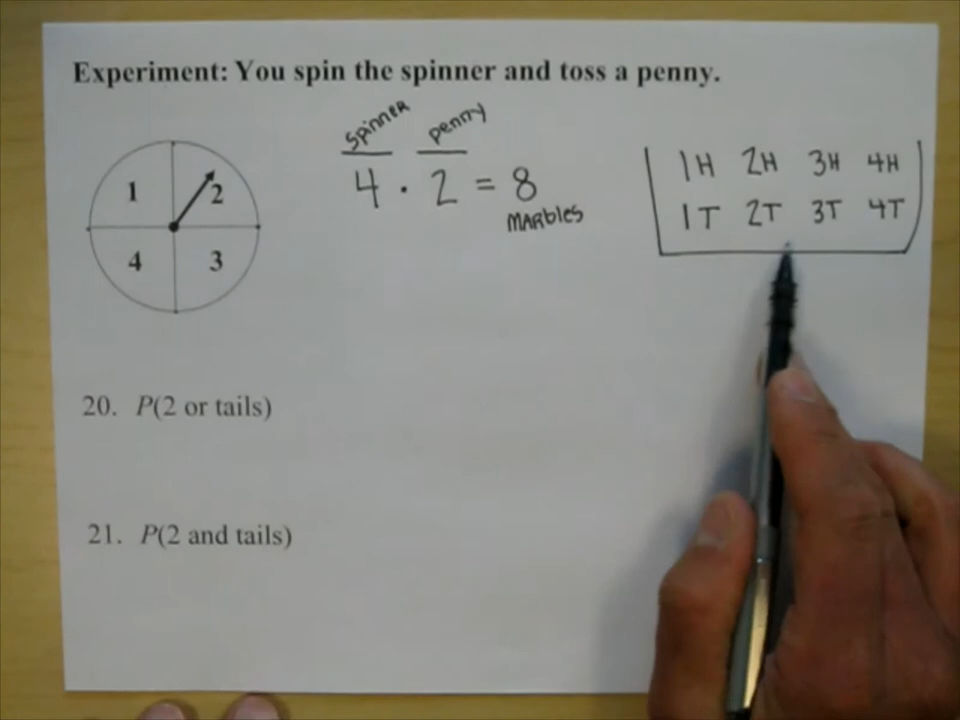 Experiment: You spin the spinner and toss a penny.
spinner penny
4 · 2 = 8
MARbles
1H 2H 3H 4H
1T 2T 3T 4T
1 2
4 3
20. P(2 or tails)
21. P(2 and tails)